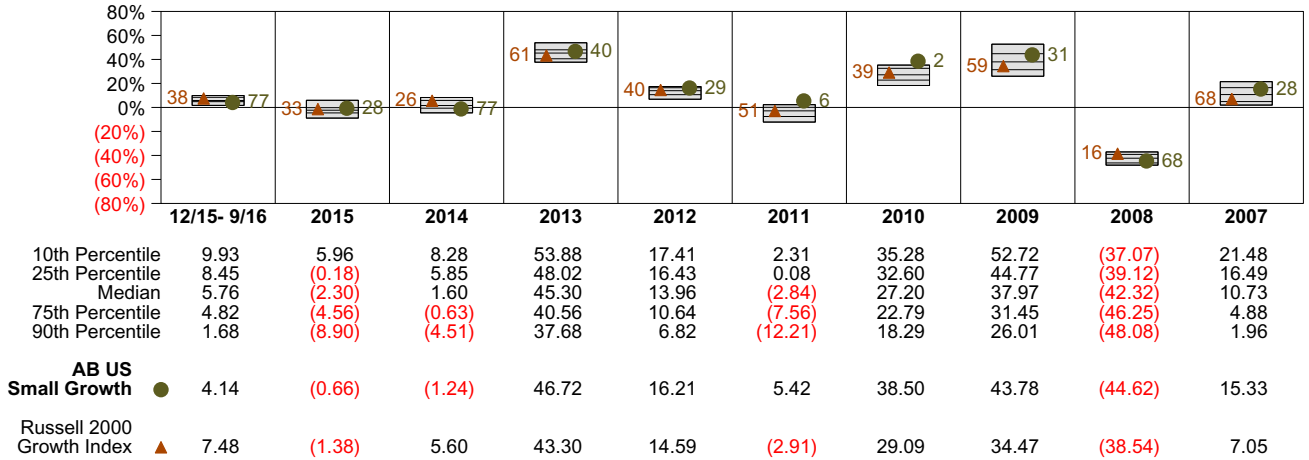 80%
60%
40%
20%
0%
(20%)
(40%)
(60%)
(80%)
38 77
33 28
26 77
61 40
40 29
51 6
39 2
59 31
16 68
68 28
12/15- 9/16 2015 2014 2013 2012 2011 2010 2009 2008 2007
10th Percentile 9.93 5.96 8.28 53.88 17.41 2.31 35.28 52.72 (37.07) 21.48
25th Percentile 8.45 (0.18) 5.85 48.02 16.43 0.08 32.60 44.77 (39.12) 16.49
Median 5.76 (2.30) 1.60 45.30 13.96 (2.84) 27.20 37.97 (42.32) 10.73
75th Percentile 4.82 (4.56) (0.63) 40.56 10.64 (7.56) 22.79 31.45 (46.25) 4.88
90th Percentile 1.68 (8.90) (4.51) 37.68 6.82 (12.21) 18.29 26.01 (48.08) 1.96
AB US
Small Growth 4.14 (0.66) (1.24) 46.72 16.21 5.42 38.50 43.78 (44.62) 15.33
Russell 2000
Growth Index 7.48 (1.38) 5.60 43.30 14.59 (2.91) 29.09 34.47 (38.54) 7.05